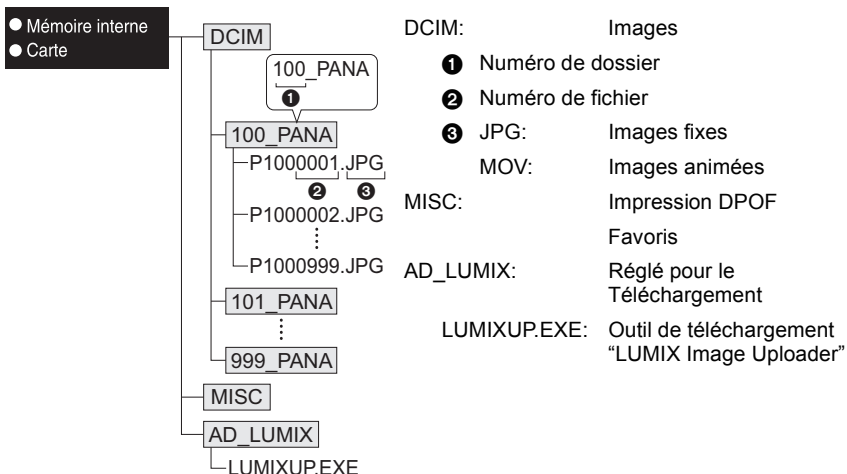 ● Mémoire interne
● Carte
DCIM
100_PANA
❶
100_PANA
P1000001.JPG
❷ ❸
P1000002.JPG
P1000999.JPG
101_PANA
999_PANA
MISC
AD_LUMIX
LUMIXUP.EXE
DCIM: Images
❶ Numéro de dossier
❷ Numéro de fichier
❸ JPG: Images fixes
MOV: Images animées
MISC: Impression DPOF
Favoris
AD_LUMIX: Réglé pour le
Téléchargement
LUMIXUP.EXE: Outil de téléchargement
“LUMIX Image Uploader”